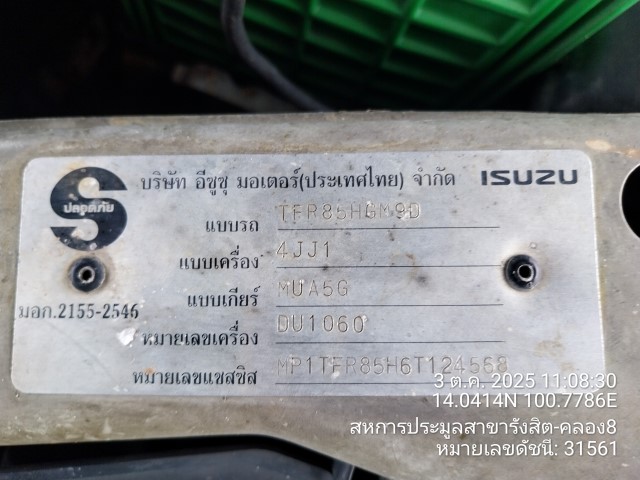 บริษัท อีซูซุ มอเตอร์(ประเทศไทย) จำกัด ISUZU
ปลอดภัย
แบบรถ TFR85HGM9D
แบบเครื่อง 4JJ1
แบบเกียร์ MUA5G
มอก.2155-2546
หมายเลขเครื่อง DU1060
หมายเลขแชสซิส MP1TFR85H6T124568
3 ต.ค. 2025 11:08:30
14.0414N 100.7786E
สหการประมูลสาขารังสิต-คลอง8
หมายเลขดัชนี: 31561